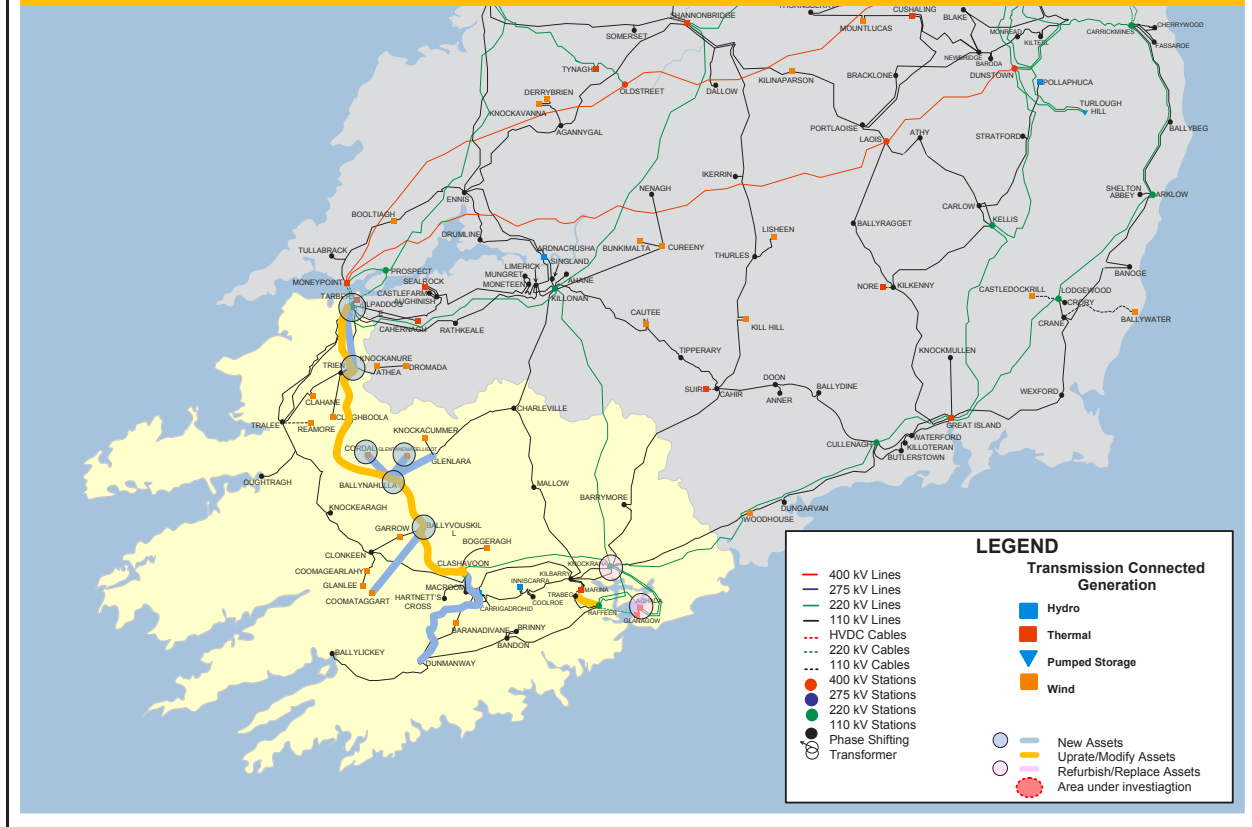 THORNSBERRY
CUSHALING
BLAKE
SHANNONBRIDGE
SOMERSET
MOUNTLUCAS
MONREAD
KILTEEL
CARRICKMINES
CHERRYWOOD
FASSAROE
NEWBRIDGE
BARODA
TYNAGH
OLDSTREET
DALLOW
KILINAPARSON
BRACKLONE
DUNSTOWN
POLLAPHUCA
DERRYBRIEN
KNOCKAVANNA
AGANNYGAL
TURLOUGH
HILL
PORTLAOISE
LAOIS
ATHY
STRATFORD
BALLYBEG
IKERRIN
NENAGH
ENNIS
SHELTON
ABBEY
ARKLOW
BOOLTIAGH
CARLOW
KELLIS
BALLYRAGGET
DRUMLINE
LISHEEN
TULLABRACK
ARDNACRUSHA
SINGLAND
BUNKIMALTA
CUREENY
THURLES
BANOGE
PROSPECT
LIMERICK
MUNGRET
MONETEEN
AHANE
MONEYPOINT
SEALROCK
CASTLEFARM
AUGHINISH
KILLONAN
NORE
KILKENNY
CASTLEDOCKRILL
LODGEWOOD
CRORY
CRANE
BALLYWATER
TARBERT
KILPADDOG
E
CAHERNAGH
RATHKEALE
CAUTEE
N
KILL HILL
TIPPERARY
KNOCKMULLEN
TRIEN
KNOCKANURE
ATHEA
DROMADA
SUIR
CAHIR
DOON
ANNER
BALLYDINE
WEXFORD
CLAHANE
CLOGHBOOLA
TRALEE
REAMORE
CHARLEVILLE
GREAT ISLAND
KNOCKACUMMER
CORDAL
GLENLARA
WATERFORD
KILLOTERAN
BUTLERSTOWN
CULLENAGH
OUGHTRAGH
BALLYNAHULLA
MALLOW
BARRYMORE
DUNGARVAN
WOODHOUSE
KNOCKEARAGH
GARROW
BALLYVOUSKIL
L
BOGGERAGH
CLONKEEN
CLASHAVOON
KNOCKRAHA
COOMAGEARLAHY
GLANLEE
COOMATAGGART
MACROOM
HARTNETT'S
CROSS
INNISCARRA
KILBARRY
MARINA
TRABEG
CARRIGADROHID
COOLROE
RAFFEEN
AGHADA
GLANAGOW
BARANADIVANE
BRINNY
BANDON
BALLYLICKEY
DUNMANWAY
LEGEND
400 kV Lines
275 kV Lines
220 kV Lines
110 kV Lines
HVDC Cables
220 kV Cables
110 kV Cables
400 kV Stations
275 kV Stations
220 kV Stations
110 kV Stations
Phase Shifting
Transformer
Transmission Connected
Generation
Hydro
Thermal
Pumped Storage
Wind
New Assets
Uprate/Modify Assets
Refurbish/Replace Assets
Area under investiagtion